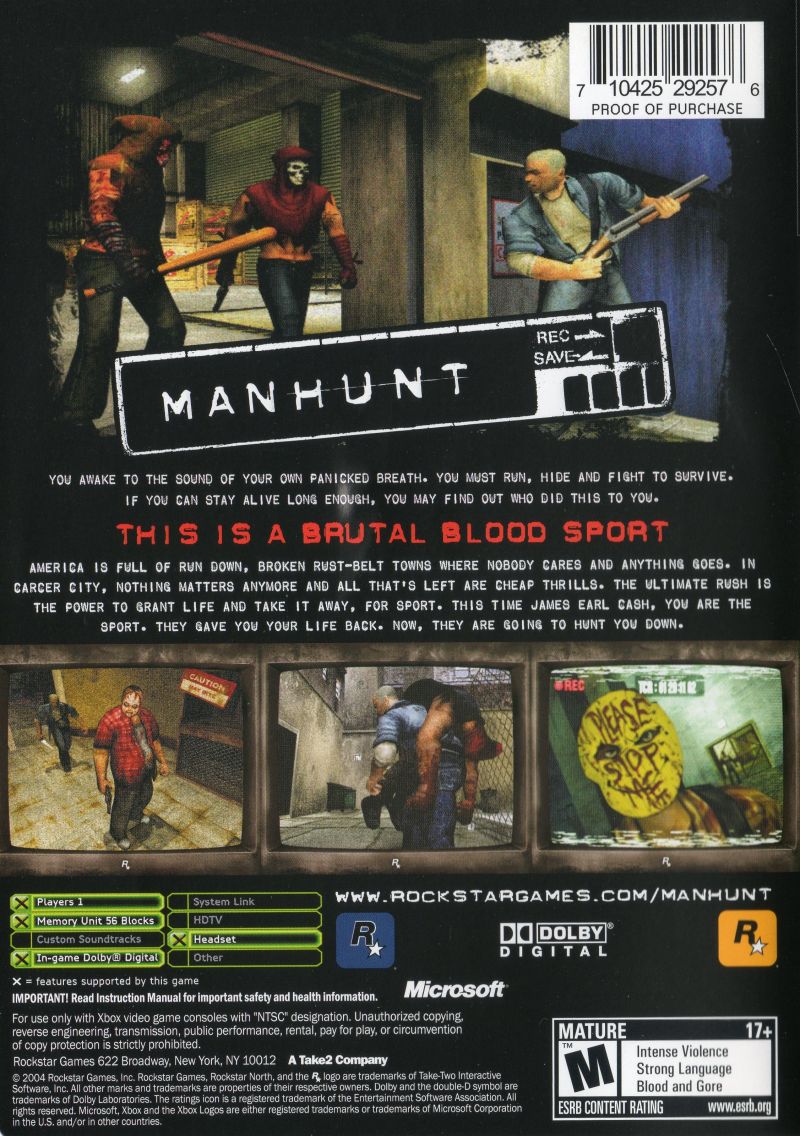 7 10425 29257 6
PROOF OF PURCHASE
REC
SAVE
MANHUNT
YOU AWAKE TO THE SOUND OF YOUR OWN PANICKED BREATH. YOU MUST RUN, HIDE AND FIGHT TO SURVIVE.
IF YOU CAN STAY ALIVE LONG ENOUGH, YOU MAY FIND OUT WHO DID THIS TO YOU.
THIS IS A BRUTAL BLOOD SPORT
AMERICA IS FULL OF RUN DOWN, BROKEN RUST-BELT TOWNS WHERE NOBODY CARES AND ANYTHING GOES. IN
CARCER CITY, NOTHING MATTERS ANYMORE AND ALL THAT'S LEFT ARE CHEAP THRILLS. THE ULTIMATE RUSH IS
THE POWER TO GRANT LIFE AND TAKE IT AWAY, FOR SPORT. THIS TIME JAMES EARL CASH, YOU ARE THE
SPORT. THEY GAVE YOU YOUR LIFE BACK. NOW, THEY ARE GOING TO HUNT YOU DOWN.
CAUTION
REC
PLEASE
STOP
ME
R
R
R
Players 1
Memory Unit 56 Blocks
Custom Soundtracks
In-game Dolby® Digital
System Link
HDTV
Headset
Other
WWW.ROCKSTARGAMES.COM/MANHUNT
R
DOLBY®
DIGITAL
R
X = features supported by this game
IMPORTANT! Read Instruction Manual for important safety and health information.
Microsoft®
For use only with Xbox video game consoles with "NTSC" designation. Unauthorized copying,
reverse engineering, transmission, public performance, rental, pay for play, or circumvention
of copy protection is strictly prohibited.
Rockstar Games 622 Broadway, New York, NY 10012 A Take2 Company
© 2004 Rockstar Games, Inc. Rockstar Games, Rockstar North, and the R logo are trademarks of Take-Two Interactive
Software, Inc. All other marks and trademarks are properties of their respective owners. Dolby and the double-D symbol are
trademarks of Dolby Laboratories. The ratings icon is a registered trademark of the Entertainment Software Association. All
rights reserved. Microsoft, Xbox and the Xbox Logos are either registered trademarks or trademarks of Microsoft Corporation
in the U.S. and/or in other countries.
MATURE 17+
M
TM
Intense Violence
Strong Language
Blood and Gore
ESRB CONTENT RATING www.esrb.org